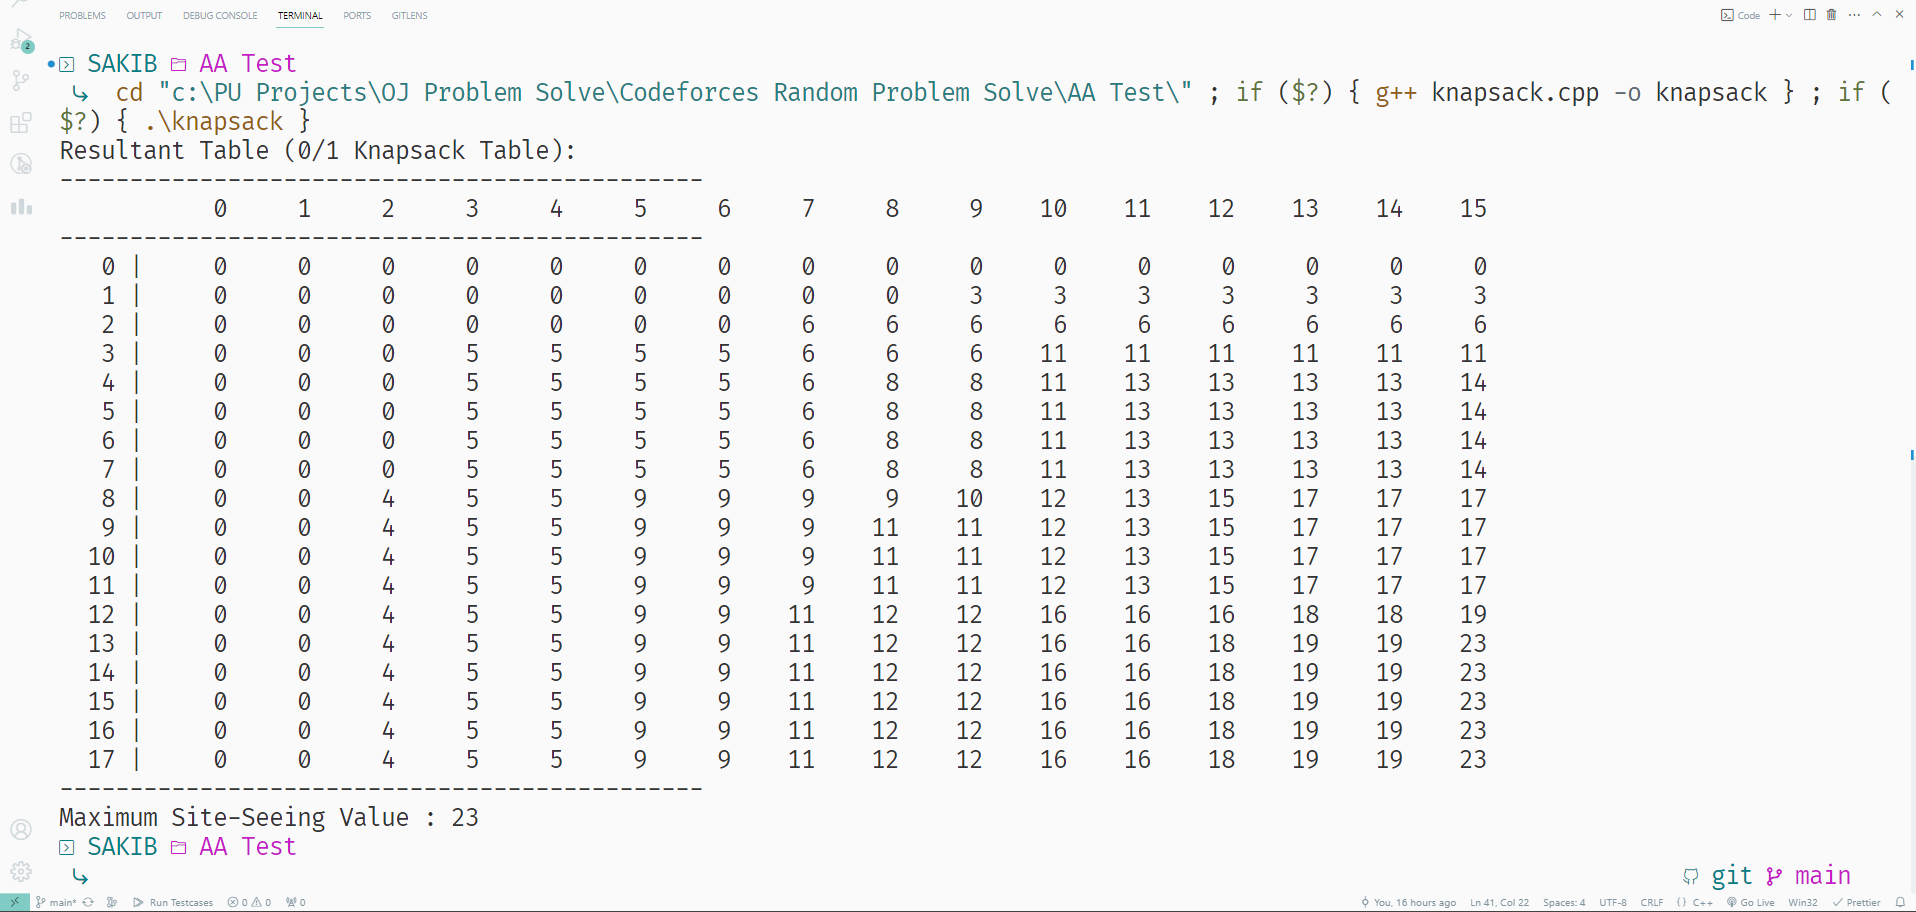 PROBLEMS OUTPUT DEBUG CONSOLE TERMINAL PORTS GITLENS Code
2
SAKIB AA Test
cd "c:\PU Projects\OJ Problem Solve\Codeforces Random Problem Solve\AA Test\" ; if ($?) { g++ knapsack.cpp -o knapsack } ; if (
$?) { .\knapsack }
Resultant Table (0/1 Knapsack Table):
----------------------------------------------
0 1 2 3 4 5 6 7 8 9 10 11 12 13 14 15
----------------------------------------------
0 | 0 0 0 0 0 0 0 0 0 0 0 0 0 0 0 0
1 | 0 0 0 0 0 0 0 0 0 3 3 3 3 3 3 3
2 | 0 0 0 0 0 0 0 6 6 6 6 6 6 6 6 6
3 | 0 0 0 5 5 5 5 6 6 6 11 11 11 11 11 11
4 | 0 0 0 5 5 5 5 6 8 8 11 13 13 13 13 14
5 | 0 0 0 5 5 5 5 6 8 8 11 13 13 13 13 14
6 | 0 0 0 5 5 5 5 6 8 8 11 13 13 13 13 14
7 | 0 0 0 5 5 5 5 6 8 8 11 13 13 13 13 14
8 | 0 0 4 5 5 9 9 9 9 10 12 13 15 17 17 17
9 | 0 0 4 5 5 9 9 9 11 11 12 13 15 17 17 17
10 | 0 0 4 5 5 9 9 9 11 11 12 13 15 17 17 17
11 | 0 0 4 5 5 9 9 9 11 11 12 13 15 17 17 17
12 | 0 0 4 5 5 9 9 11 12 12 16 16 16 18 18 19
13 | 0 0 4 5 5 9 9 11 12 12 16 16 18 19 19 23
14 | 0 0 4 5 5 9 9 11 12 12 16 16 18 19 19 23
15 | 0 0 4 5 5 9 9 11 12 12 16 16 18 19 19 23
16 | 0 0 4 5 5 9 9 11 12 12 16 16 18 19 19 23
17 | 0 0 4 5 5 9 9 11 12 12 16 16 18 19 19 23
----------------------------------------------
Maximum Site-Seeing Value : 23
SAKIB AA Test
git main
main* Run Testcases 0 0 0 You, 16 hours ago Ln 41, Col 22 Spaces: 4 UTF-8 CRLF {} C++ Go Live Win32 Prettier